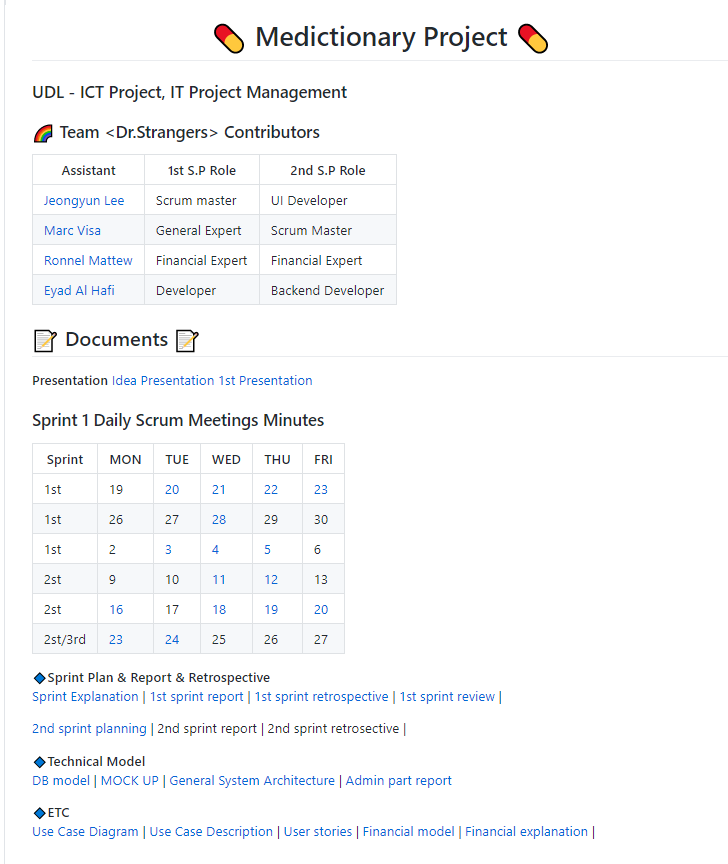 Medictionary Project
UDL - ICT Project, IT Project Management
Team <Dr.Strangers> Contributors
Assistant 1st S.P Role 2nd S.P Role
Jeongyun Lee Scrum master UI Developer
Marc Visa General Expert Scrum Master
Ronnel Mattew Financial Expert Financial Expert
Eyad Al Hafi Developer Backend Developer
Documents
Presentation Idea Presentation 1st Presentation
Sprint 1 Daily Scrum Meetings Minutes
Sprint MON TUE WED THU FRI
1st 19 20 21 22 23
1st 26 27 28 29 30
1st 2 3 4 5 6
2st 9 10 11 12 13
2st 16 17 18 19 20
2st/3rd 23 24 25 26 27
Sprint Plan & Report & Retrospective
Sprint Explanation | 1st sprint report | 1st sprint retrospective | 1st sprint review |
2nd sprint planning | 2nd sprint report | 2nd sprint retrosective |
Technical Model
DB model | MOCK UP | General System Architecture | Admin part report
ETC
Use Case Diagram | Use Case Description | User stories | Financial model | Financial explanation |